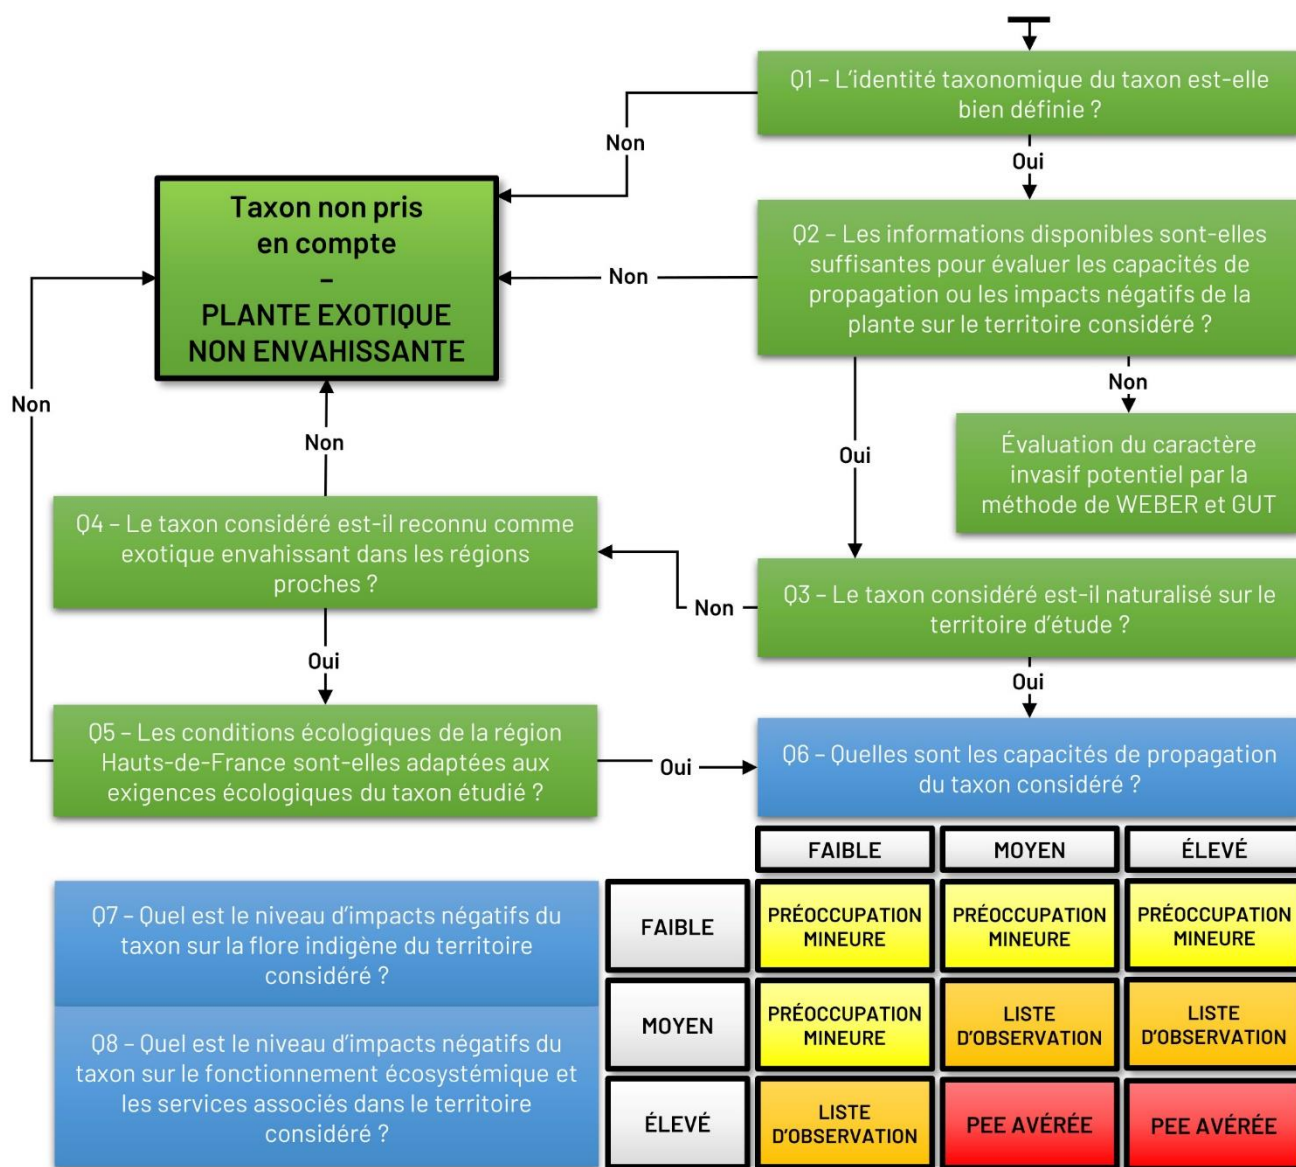 Q1 – L'identité taxonomique du taxon est-elle
bien définie ?
Non
Oui
Taxon non pris
en compte
–
PLANTE EXOTIQUE
NON ENVAHISSANTE
Q2 – Les informations disponibles sont-elles
suffisantes pour évaluer les capacités de
propagation ou les impacts négatifs de la
plante sur le territoire considéré ?
Non
Non
Non
Oui
Non
Évaluation du caractère
invasif potentiel par la
méthode de WEBER et GUT
Q4 – Le taxon considéré est-il reconnu comme
exotique envahissant dans les régions
proches ?
Non
Q3 – Le taxon considéré est-il naturalisé sur le
territoire d'étude ?
Oui
Oui
Q5 – Les conditions écologiques de la région
Hauts-de-France sont-elles adaptées aux
exigences écologiques du taxon étudié ?
Oui
Q6 – Quelles sont les capacités de propagation
du taxon considéré ?
FAIBLE
MOYEN
ÉLEVÉ
Q7 – Quel est le niveau d'impacts négatifs du
taxon sur la flore indigène du territoire
considéré ?
Q8 – Quel est le niveau d'impacts négatifs du
taxon sur le fonctionnement écosystémique et
les services associés dans le territoire
considéré ?
FAIBLE
PRÉOCCUPATION
MINEURE
PRÉOCCUPATION
MINEURE
PRÉOCCUPATION
MINEURE
MOYEN
PRÉOCCUPATION
MINEURE
LISTE
D'OBSERVATION
LISTE
D'OBSERVATION
ÉLEVÉ
LISTE
D'OBSERVATION
PEE AVÉRÉE
PEE AVÉRÉE